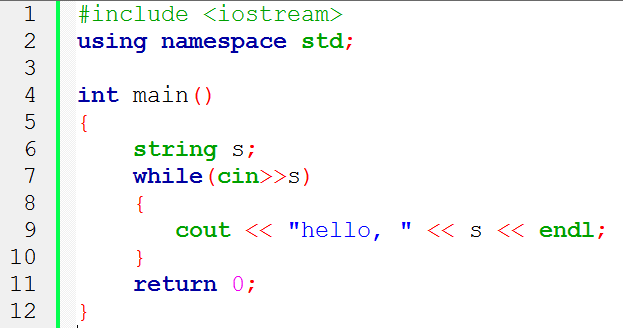 1 #include <iostream>
2 using namespace std;
3
4 int main()
5 {
6     string s;
7     while(cin>>s)
8     {
9        cout << "hello, " << s << endl;
10     }
11     return 0;
12 }